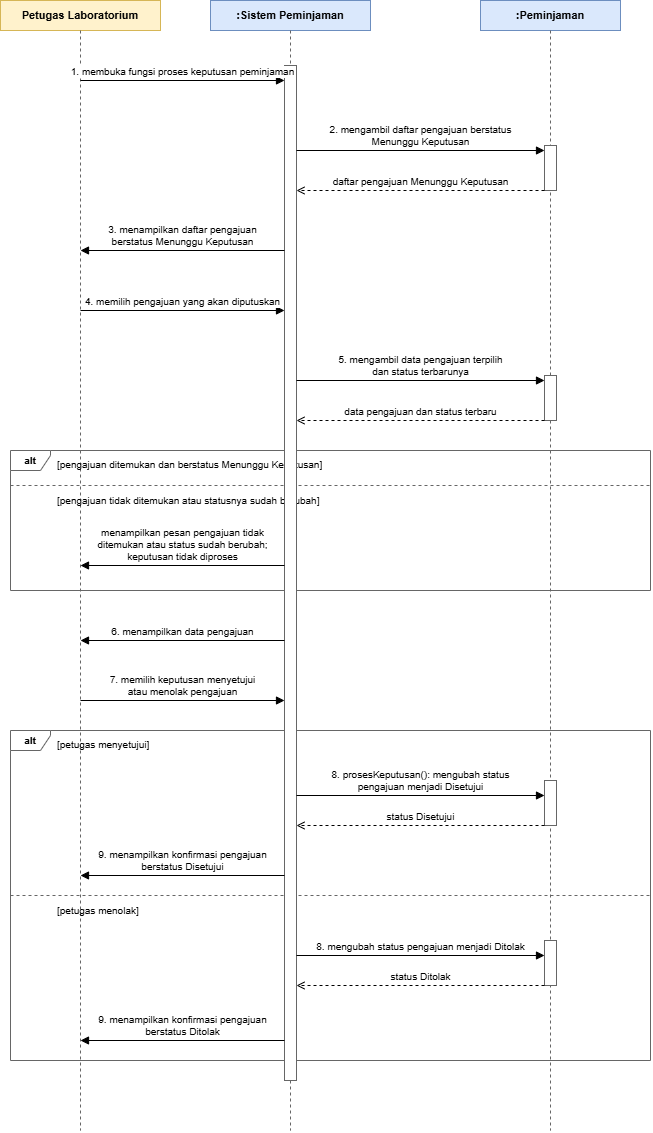 Petugas Laboratorium
:Sistem Peminjaman
:Peminjaman
1. membuka fungsi proses keputusan peminjaman
2. mengambil daftar pengajuan berstatus
Menunggu Keputusan
daftar pengajuan Menunggu Keputusan
3. menampilkan daftar pengajuan
berstatus Menunggu Keputusan
4. memilih pengajuan yang akan diputuskan
5. mengambil data pengajuan terpilih
dan status terbarunya
data pengajuan dan status terbaru
alt
[pengajuan ditemukan dan berstatus Menunggu Keputusan]
[pengajuan tidak ditemukan atau statusnya sudah berubah]
menampilkan pesan pengajuan tidak
ditemukan atau status sudah berubah;
keputusan tidak diproses
6. menampilkan data pengajuan
7. memilih keputusan menyetujui
atau menolak pengajuan
alt
[petugas menyetujui]
8. prosesKeputusan(): mengubah status
pengajuan menjadi Disetujui
status Disetujui
9. menampilkan konfirmasi pengajuan
berstatus Disetujui
[petugas menolak]
8. mengubah status pengajuan menjadi Ditolak
status Ditolak
9. menampilkan konfirmasi pengajuan
berstatus Ditolak